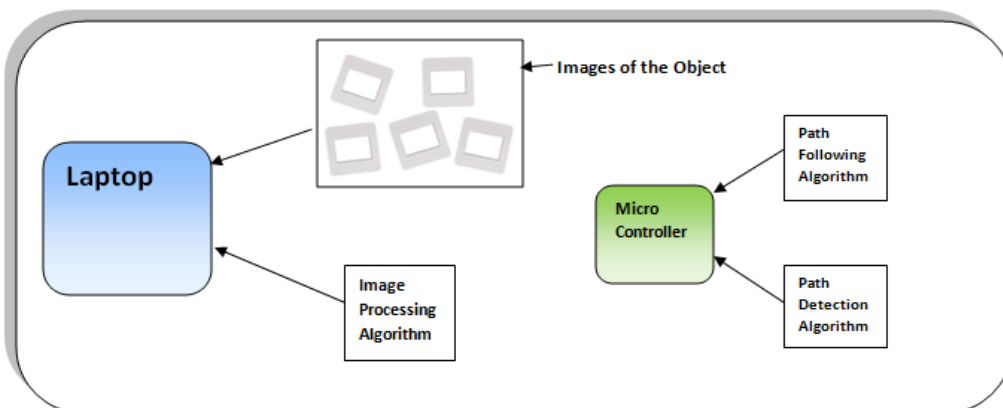 Images of the Object
Laptop
Path
Following
Algorithm
Micro
Controller
Image
Processing
Algorithm
Path
Detection
Algorithm